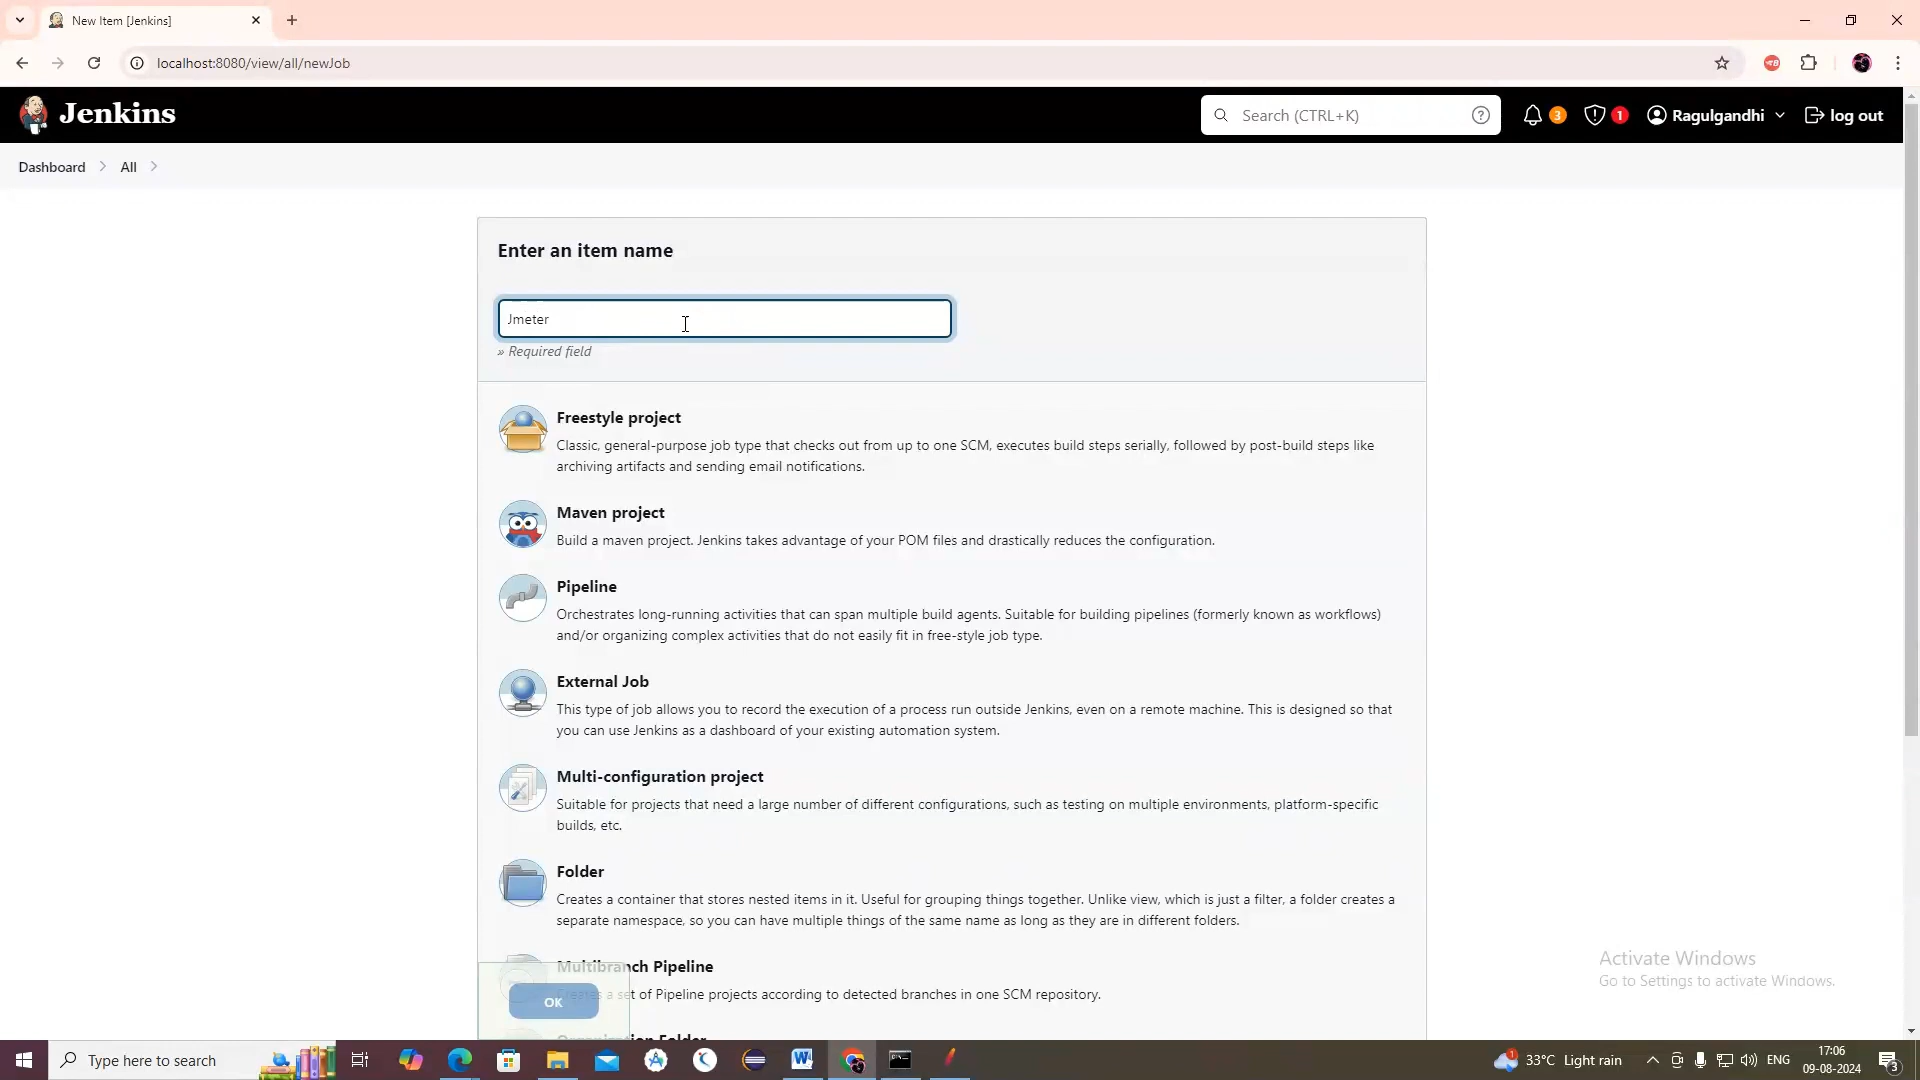 New Item [Jenkins]
localhost:8080/view/all/newJob
Jenkins
Search (CTRL+K)
3
1
Ragulgandhi
log out
Dashboard
All
Enter an item name
Jmeter
» Required field
Freestyle project
Classic, general-purpose job type that checks out from up to one SCM, executes build steps serially, followed by post-build steps like
archiving artifacts and sending email notifications.
Maven project
Build a maven project. Jenkins takes advantage of your POM files and drastically reduces the configuration.
Pipeline
Orchestrates long-running activities that can span multiple build agents. Suitable for building pipelines (formerly known as workflows)
and/or organizing complex activities that do not easily fit in free-style job type.
External Job
This type of job allows you to record the execution of a process run outside Jenkins, even on a remote machine. This is designed so that
you can use Jenkins as a dashboard of your existing automation system.
Multi-configuration project
Suitable for projects that need a large number of different configurations, such as testing on multiple environments, platform-specific
builds, etc.
Folder
Creates a container that stores nested items in it. Useful for grouping things together. Unlike view, which is just a filter, a folder creates a
separate namespace, so you can have multiple things of the same name as long as they are in different folders.
Multibranch Pipeline
Creates a set of Pipeline projects according to detected branches in one SCM repository.
OK
Organization Folder
Activate Windows
Go to Settings to activate Windows.
Type here to search
33°C Light rain
ENG
17:06
09-08-2024
3